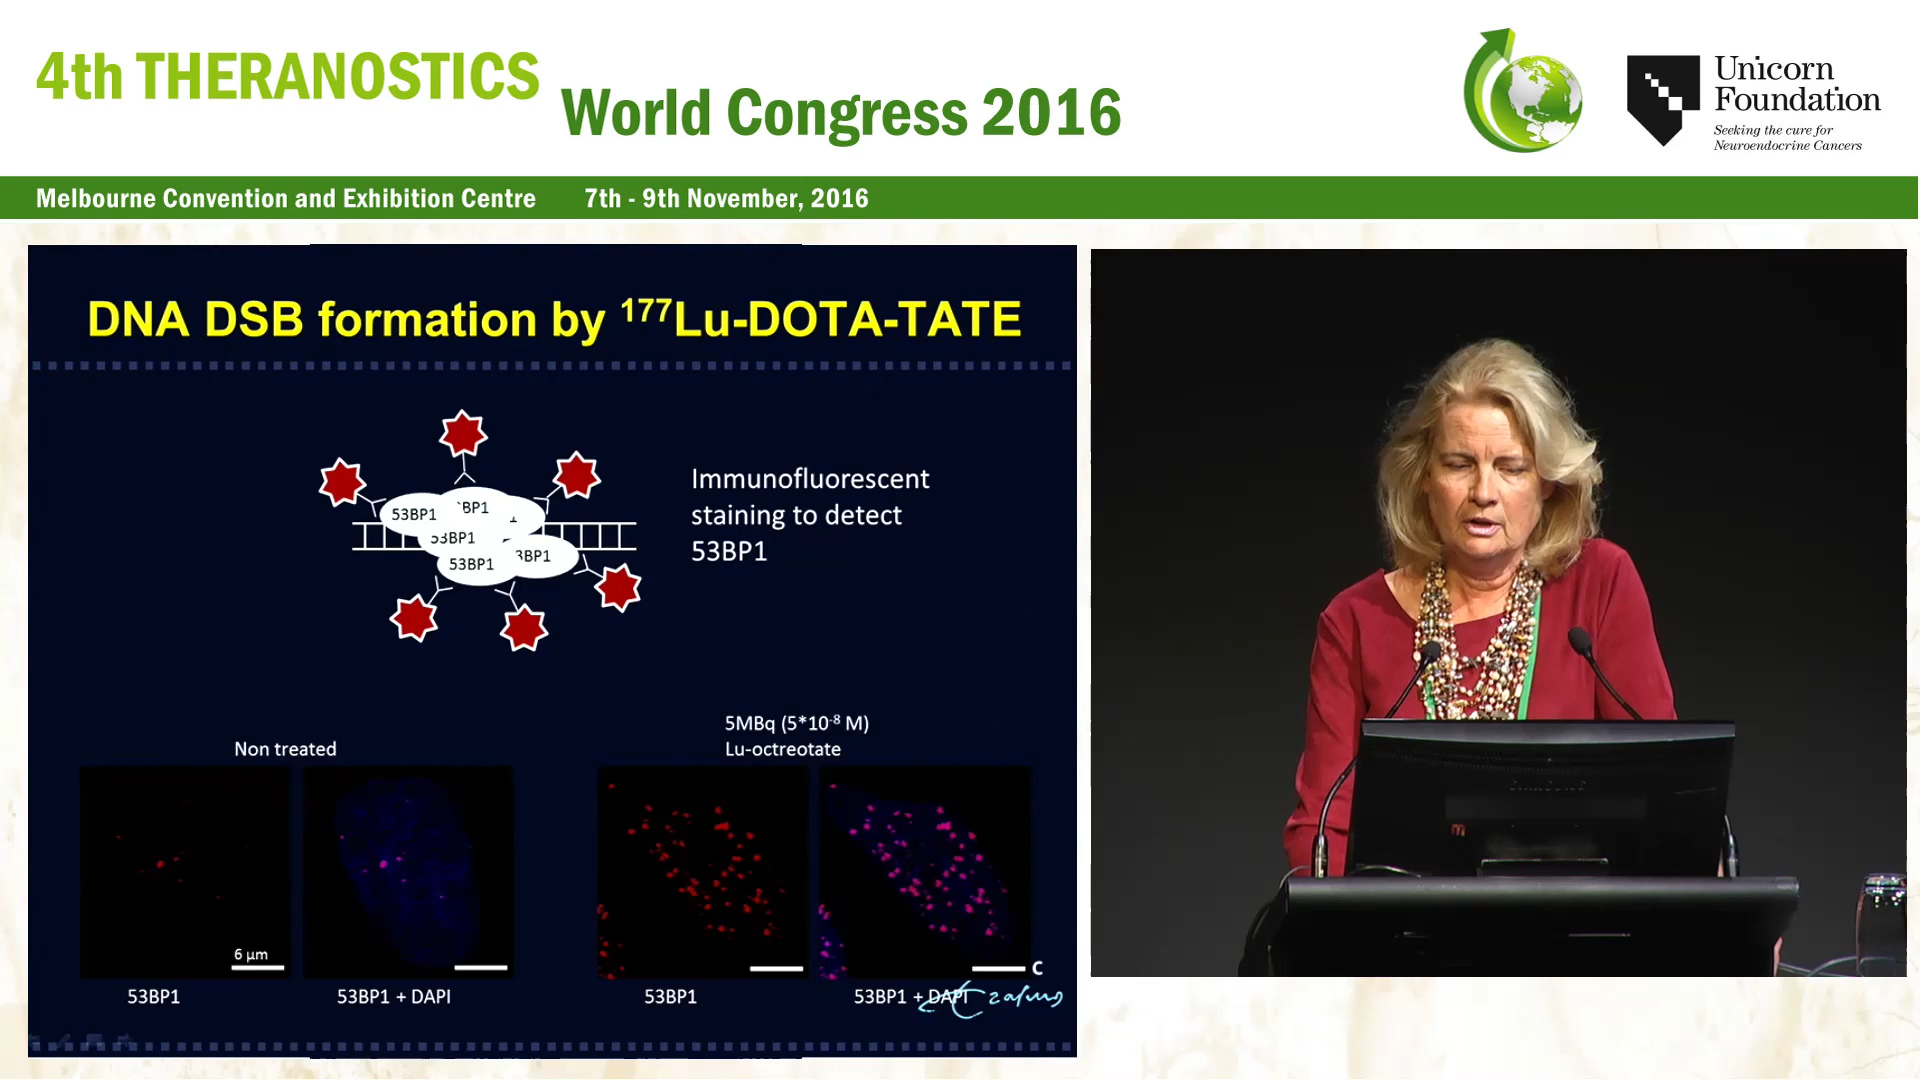 4th THERANOSTICS
World Congress 2016
Unicorn
Foundation
Seeking the cure for
Neuroendocrine Cancers
Melbourne Convention and Exhibition Centre 7th - 9th November, 2016
DNA DSB formation by ¹⁷⁷Lu-DOTA-TATE
Immunofluorescent
staining to detect
53BP1
53BP1
3BP1
53BP1
3BP1
53BP1
5MBq (5*10⁻⁸ M)
Non treated
Lu-octreotate
6 µm
C
53BP1
53BP1 + DAPI
53BP1
53BP1 + DAPI
Erasmus